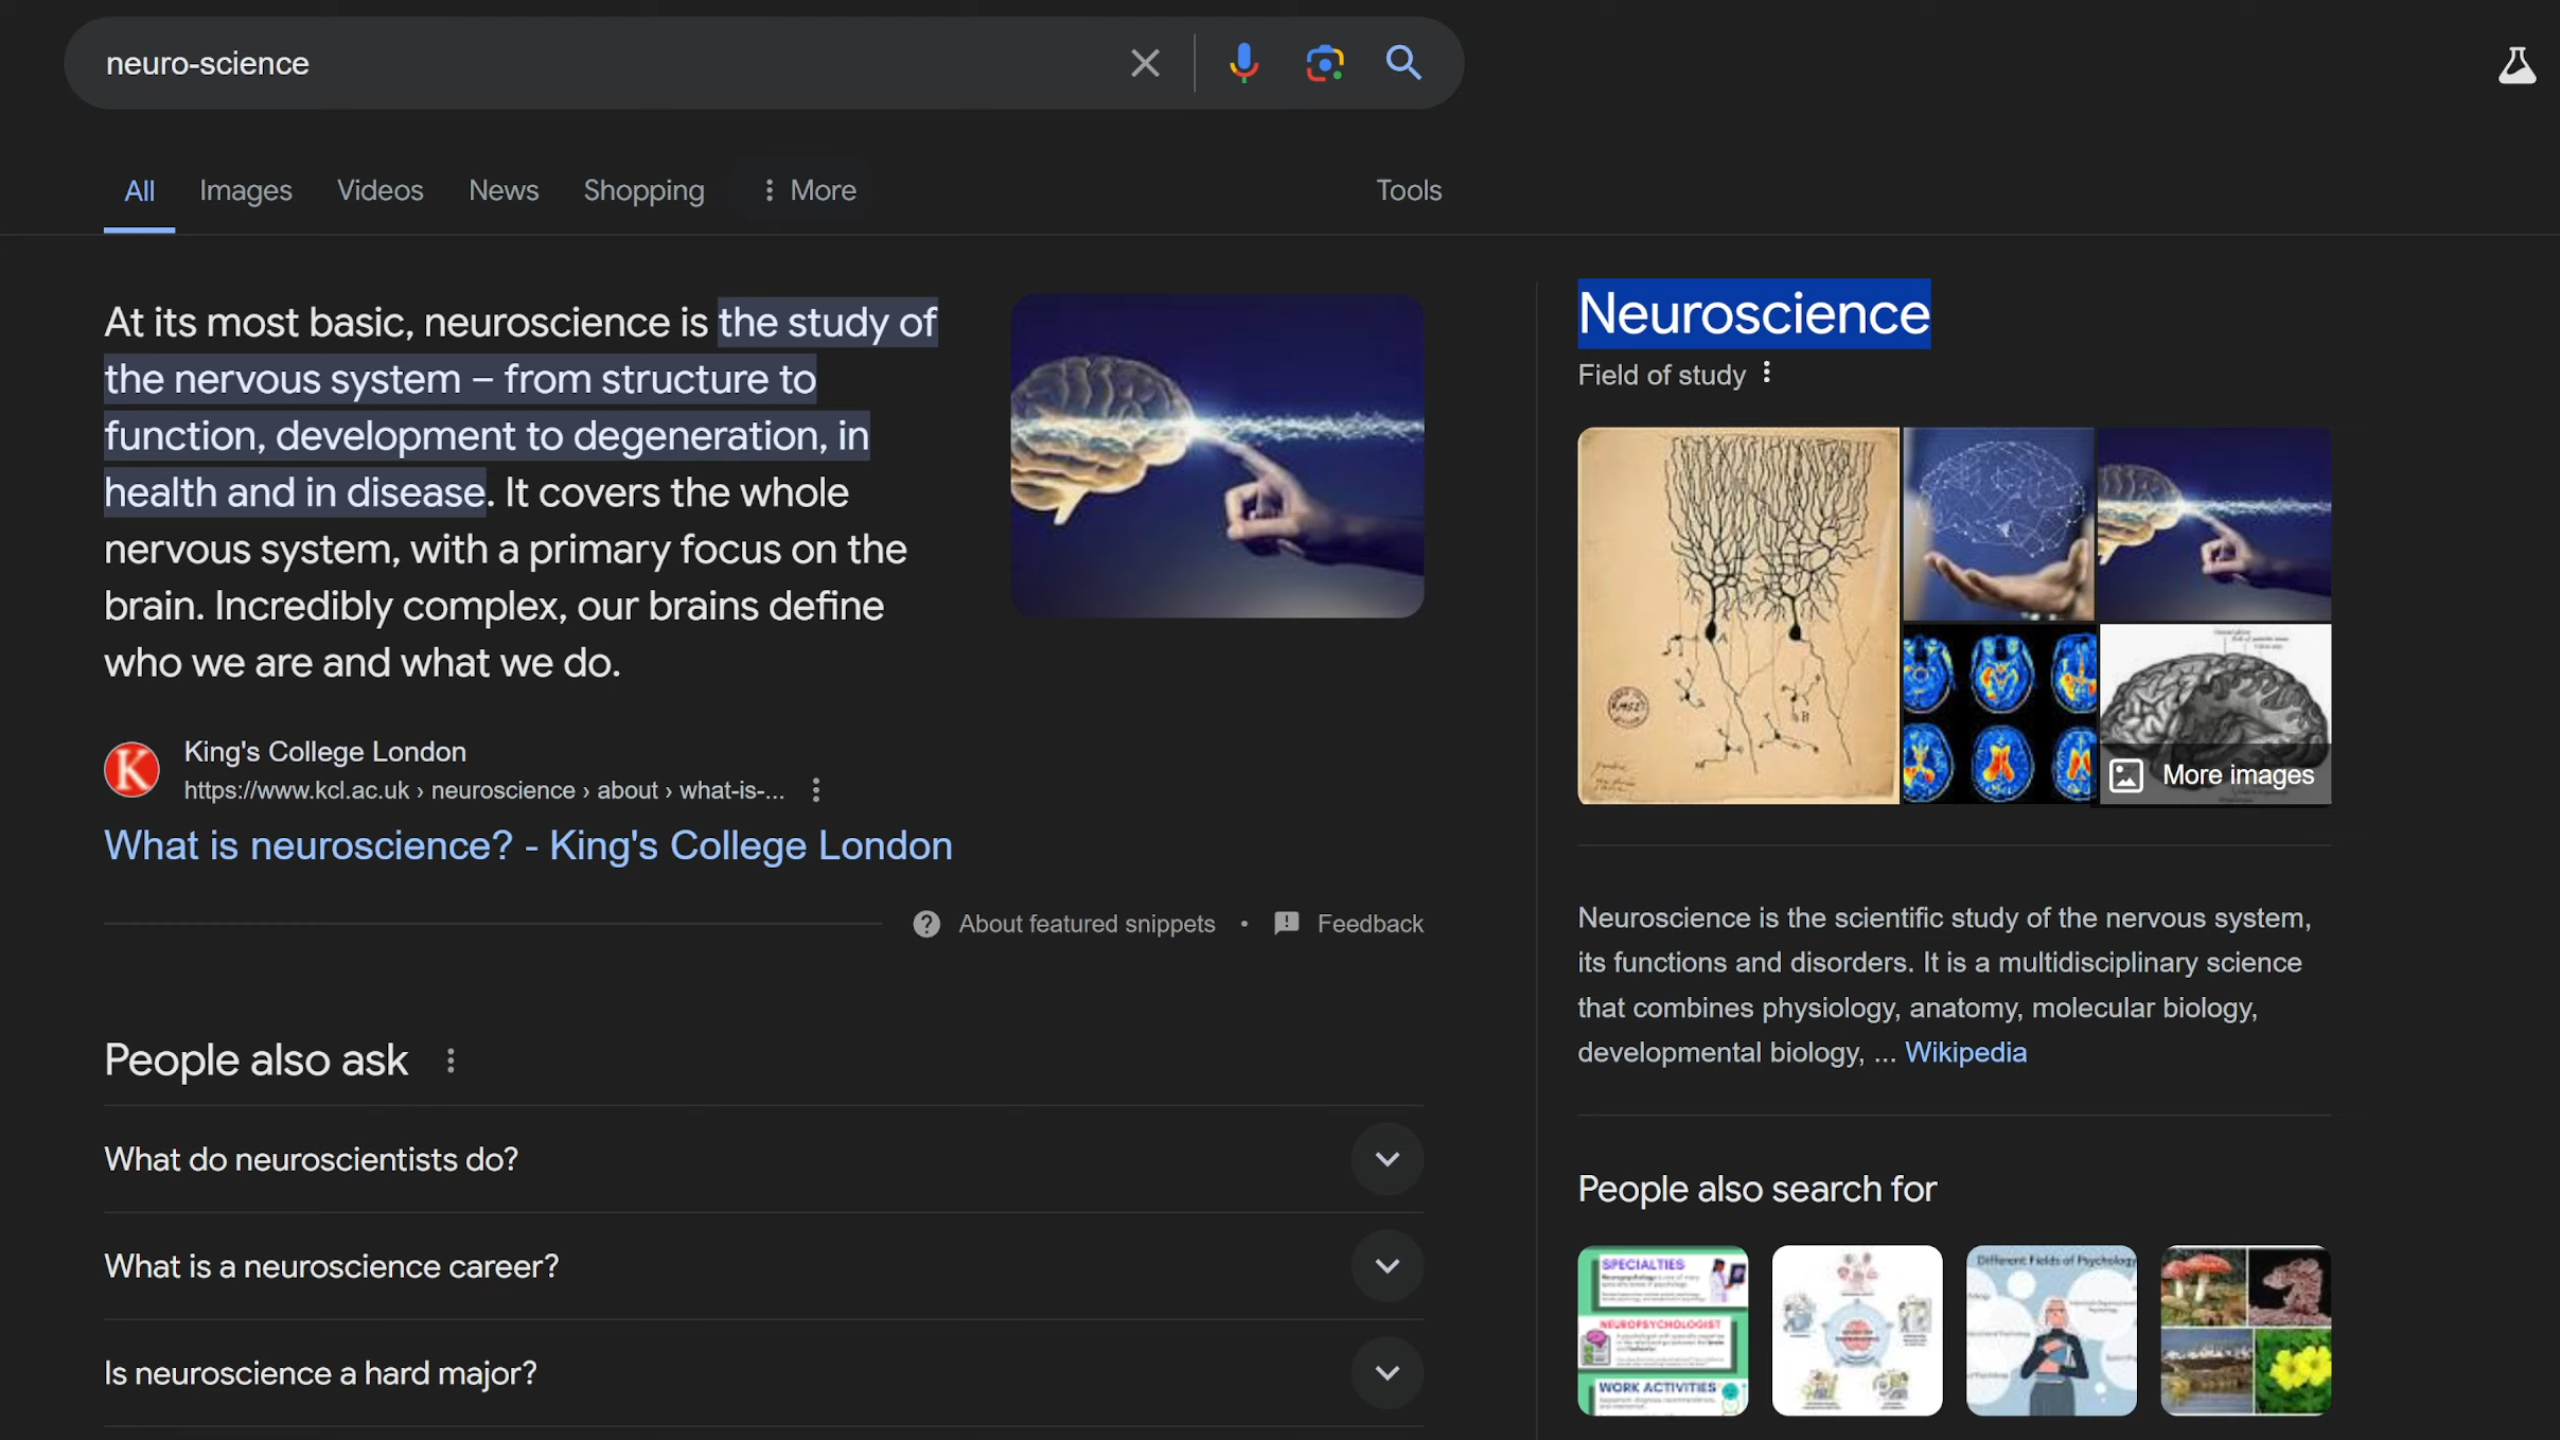 neuro-science
All
Images
Videos
News
Shopping
More
Tools
At its most basic, neuroscience is the study of
the nervous system – from structure to
function, development to degeneration, in
health and in disease. It covers the whole
nervous system, with a primary focus on the
brain. Incredibly complex, our brains define
who we are and what we do.
K
King's College London
https://www.kcl.ac.uk › neuroscience › about › what-is-...
What is neuroscience? - King's College London
About featured snippets • Feedback
People also ask
What do neuroscientists do?
What is a neuroscience career?
Is neuroscience a hard major?
Neuroscience
Field of study
A
B
More images
Neuroscience is the scientific study of the nervous system,
its functions and disorders. It is a multidisciplinary science
that combines physiology, anatomy, molecular biology,
developmental biology, ... Wikipedia
People also search for
SPECIALTIES
NEUROPSYCHOLOGIST
WORK ACTIVITIES
Different Fields of Psychology